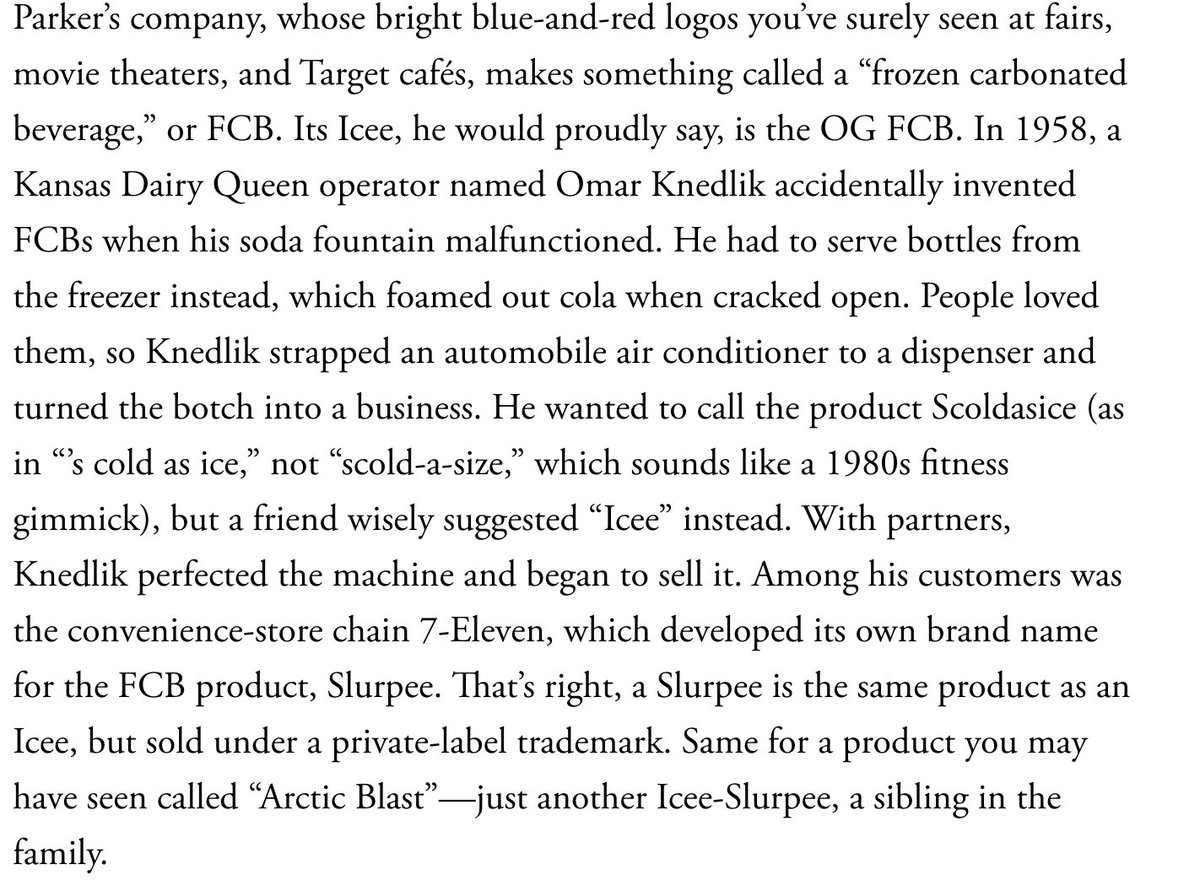 Parker’s company, whose bright blue-and-red logos you’ve surely seen at fairs,
movie theaters, and Target cafés, makes something called a “frozen carbonated
beverage,” or FCB. Its Icee, he would proudly say, is the OG FCB. In 1958, a
Kansas Dairy Queen operator named Omar Knedlik accidentally invented
FCBs when his soda fountain malfunctioned. He had to serve bottles from
the freezer instead, which foamed out cola when cracked open. People loved
them, so Knedlik strapped an automobile air conditioner to a dispenser and
turned the botch into a business. He wanted to call the product Scoldasice (as
in “’s cold as ice,” not “scold-a-size,” which sounds like a 1980s fitness
gimmick), but a friend wisely suggested “Icee” instead. With partners,
Knedlik perfected the machine and began to sell it. Among his customers was
the convenience-store chain 7-Eleven, which developed its own brand name
for the FCB product, Slurpee. That’s right, a Slurpee is the same product as an
Icee, but sold under a private-label trademark. Same for a product you may
have seen called “Arctic Blast”—just another Icee-Slurpee, a sibling in the
family.